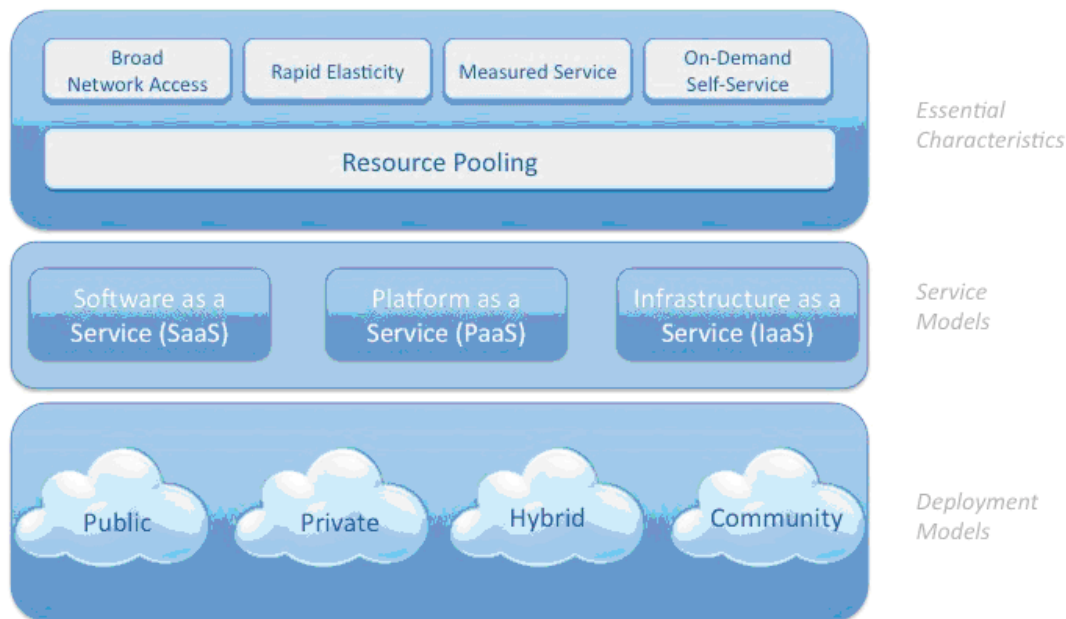 Broad
Network Access
Rapid Elasticity
Measured Service
On-Demand
Self-Service
Resource Pooling
Essential
Characteristics
Software as a
Service (SaaS)
Platform as a
Service (PaaS)
Infrastructure as a
Service (IaaS)
Service
Models
Public
Private
Hybrid
Community
Deployment
Models